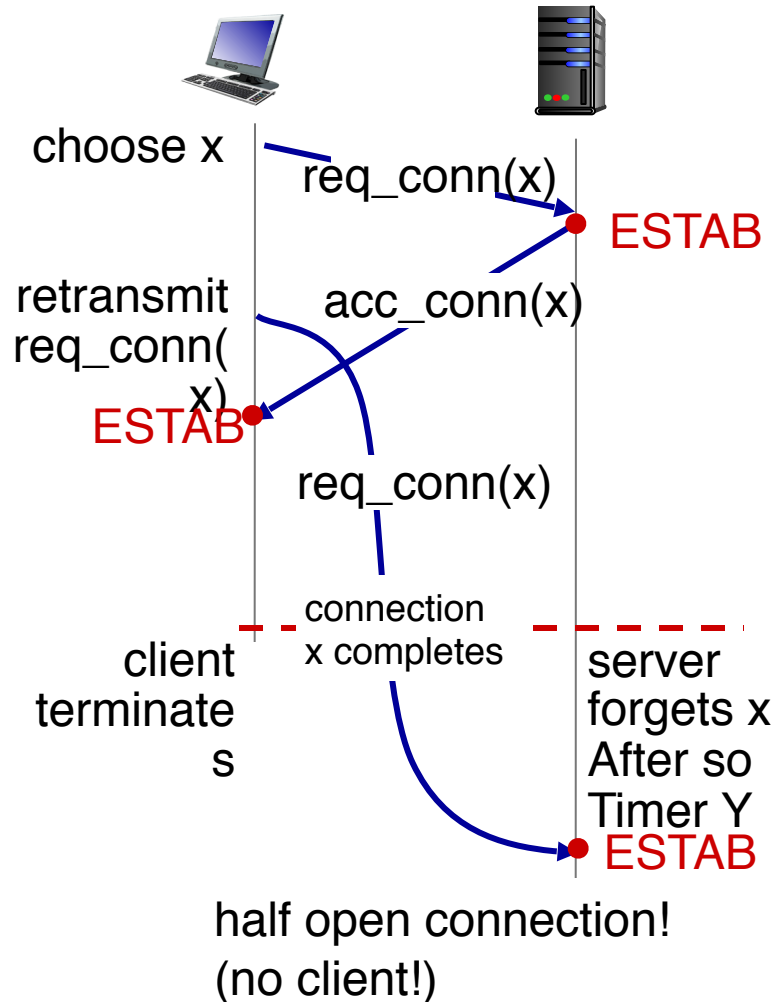 choose x
req_conn(x)
ESTAB
retransmit
req_conn(
x)
acc_conn(x)
ESTAB
req_conn(x)
connection
x completes
client
terminate
s
server
forgets x
After so
Timer Y
ESTAB
half open connection!
(no client!)